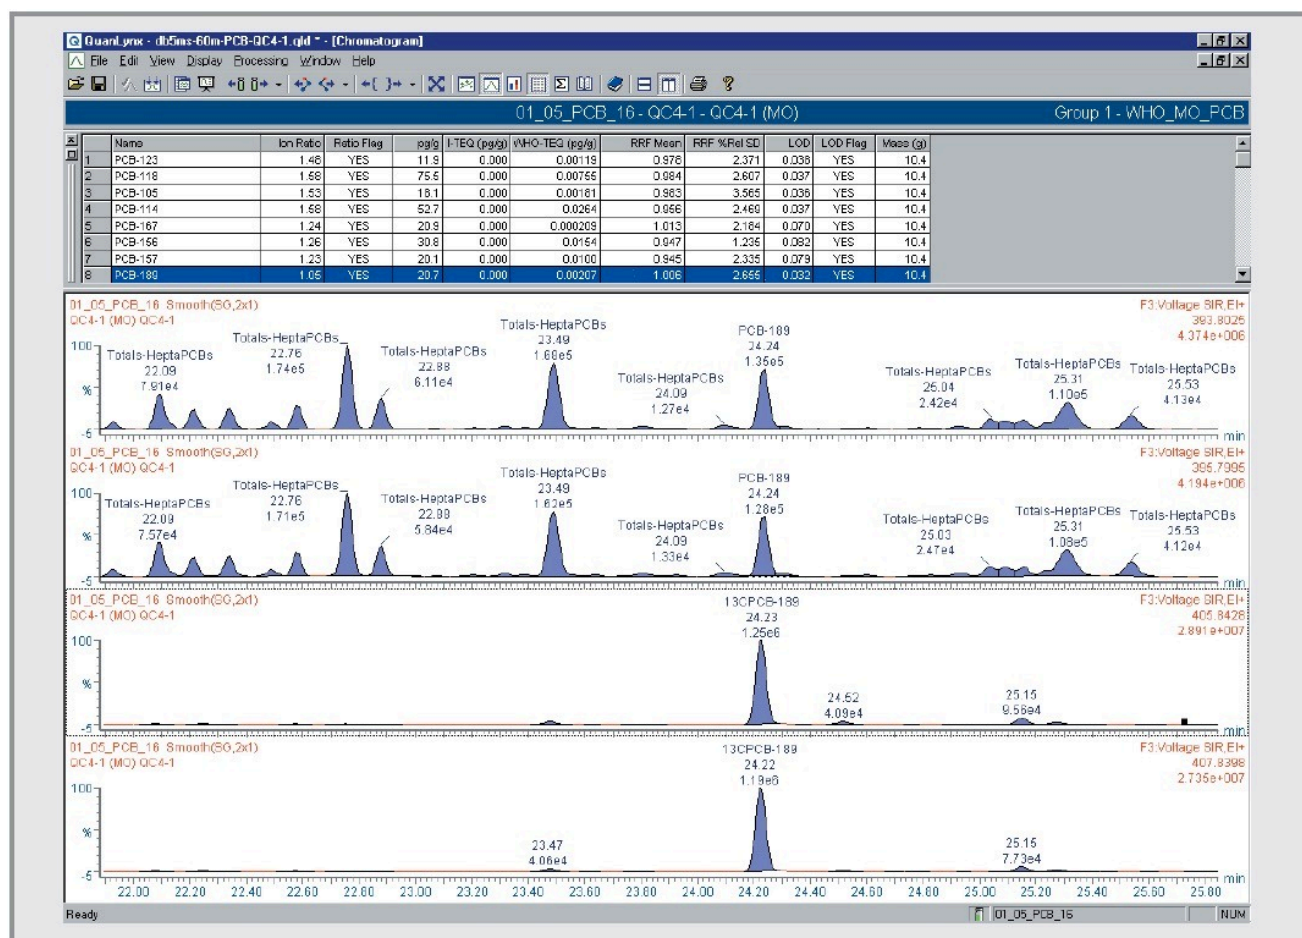 QuanLynx - db5ms-60m-PCB-QC4-1.qld * - [Chromatogram]
File Edit View Display Processing Window Help
01_05_PCB_16 - QC4-1 - QC4-1 (MO) Group 1 - WHO_MO_PCB
Name Ion Ratio Ratio Flag pg/g I-TEQ (pg/g) WHO-TEQ (pg/g) RRF Mean RRF %Rel SD LOD LOD Flag Mass (g)
1 PCB-123 1.48 YES 11.9 0.000 0.00119 0.978 2.371 0.036 YES 10.4
2 PCB-118 1.58 YES 75.5 0.000 0.00755 0.984 2.607 0.037 YES 10.4
3 PCB-105 1.53 YES 18.1 0.000 0.00181 0.983 3.565 0.036 YES 10.4
4 PCB-114 1.58 YES 52.7 0.000 0.0264 0.956 2.469 0.037 YES 10.4
5 PCB-167 1.24 YES 20.9 0.000 0.000209 1.013 2.184 0.070 YES 10.4
6 PCB-156 1.26 YES 30.8 0.000 0.0154 0.947 1.235 0.082 YES 10.4
7 PCB-157 1.23 YES 20.1 0.000 0.0100 0.945 2.335 0.079 YES 10.4
8 PCB-189 1.05 YES 20.7 0.000 0.00207 1.006 2.655 0.032 YES 10.4
01_05_PCB_16 Smooth(SG,2x1) F3:Voltage SIR,EI+
QC4-1 (MO) QC4-1 393.8025
4.374e+006
100
%
-5
Totals-HeptaPCBs
22.09
7.91e4
Totals-HeptaPCBs
22.76
1.74e5
Totals-HeptaPCBs
22.88
6.11e4
Totals-HeptaPCBs
23.49
1.68e5
Totals-HeptaPCBs
24.09
1.27e4
PCB-189
24.24
1.35e5
Totals-HeptaPCBs
25.04
2.42e4
Totals-HeptaPCBs
25.31
1.10e5
Totals-HeptaPCBs
25.53
4.13e4
min
01_05_PCB_16 Smooth(SG,2x1) F3:Voltage SIR,EI+
QC4-1 (MO) QC4-1 395.7995
4.194e+006
100
%
-5
Totals-HeptaPCBs
22.09
7.57e4
Totals-HeptaPCBs
22.76
1.71e5
Totals-HeptaPCBs
22.88
5.84e4
Totals-HeptaPCBs
23.49
1.62e5
Totals-HeptaPCBs
24.09
1.33e4
PCB-189
24.24
1.28e5
Totals-HeptaPCBs
25.03
2.47e4
Totals-HeptaPCBs
25.31
1.08e5
Totals-HeptaPCBs
25.53
4.12e4
min
01_05_PCB_16 Smooth(SG,2x1) F3:Voltage SIR,EI+
QC4-1 (MO) QC4-1 405.8428
2.891e+007
100
%
-5
13CPCB-189
24.23
1.25e6
24.52
4.09e4
25.15
9.56e4
min
01_05_PCB_16 Smooth(SG,2x1) F3:Voltage SIR,EI+
QC4-1 (MO) QC4-1 407.8398
2.735e+007
100
%
-5
23.47
4.06e4
13CPCB-189
24.22
1.19e6
25.15
7.73e4
min
22.00 22.20 22.40 22.60 22.80 23.00 23.20 23.40 23.60 23.80 24.00 24.20 24.40 24.60 24.80 25.00 25.20 25.40 25.60 25.80
Ready 01_05_PCB_16 NUM